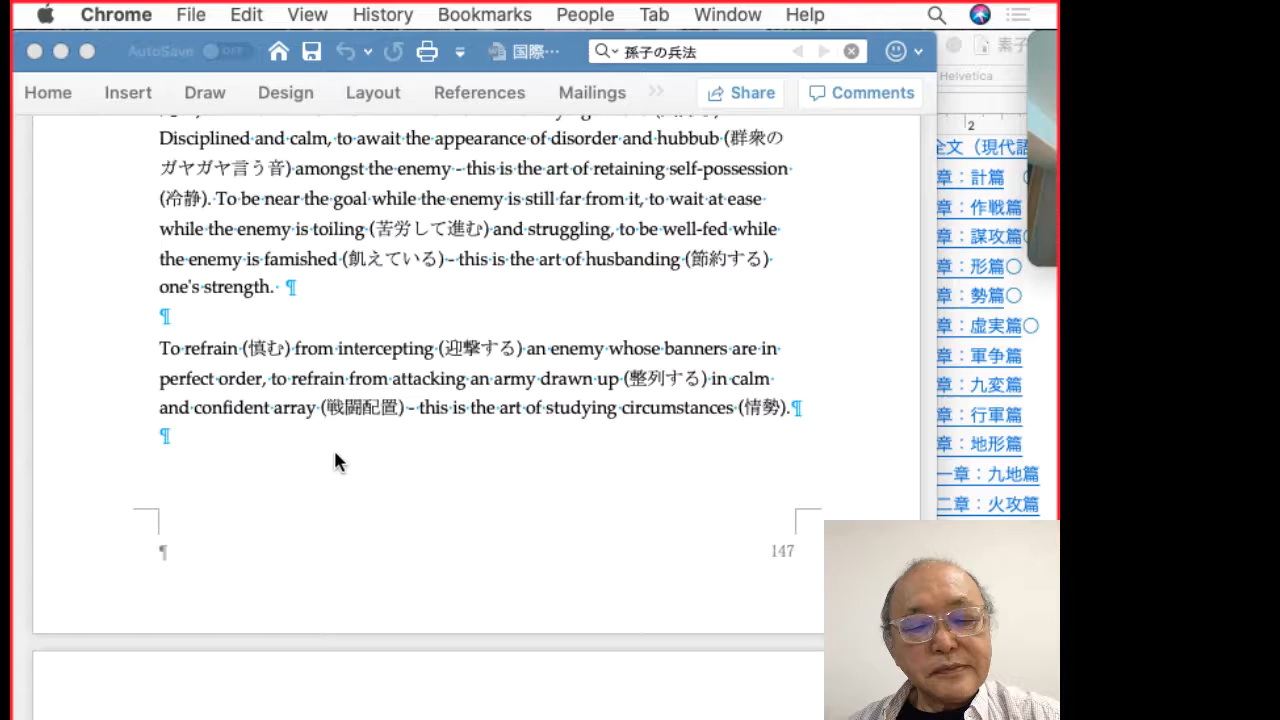 Chrome File Edit View History Bookmarks People Tab Window Help
AutoSave OFF 国際… 孫子の兵法
Home Insert Draw Design Layout References Mailings Share Comments
Helvetica
2
Disciplined and calm, to await the appearance of disorder and hubbub (群衆の
ガヤガヤ言う音) amongst the enemy - this is the art of retaining self-possession
(冷静). To be near the goal while the enemy is still far from it, to wait at ease
while the enemy is toiling (苦労して進む) and struggling, to be well-fed while
the enemy is famished (飢えている) - this is the art of husbanding (節約する)
one's strength. ¶
¶
To refrain (慎む) from intercepting (迎撃する) an enemy whose banners are in
perfect order, to refrain from attacking an army drawn up (整列する) in calm
and confident array (戦闘配置) - this is the art of studying circumstances (情勢).¶
¶
¶ 147
全文（現代語
章：計篇
章：作戦篇
章：謀攻篇
章：形篇○
章：勢篇○
章：虚実篇○
章：軍争篇
章：九変篇
章：行軍篇
章：地形篇
一章：九地篇
二章：火攻篇